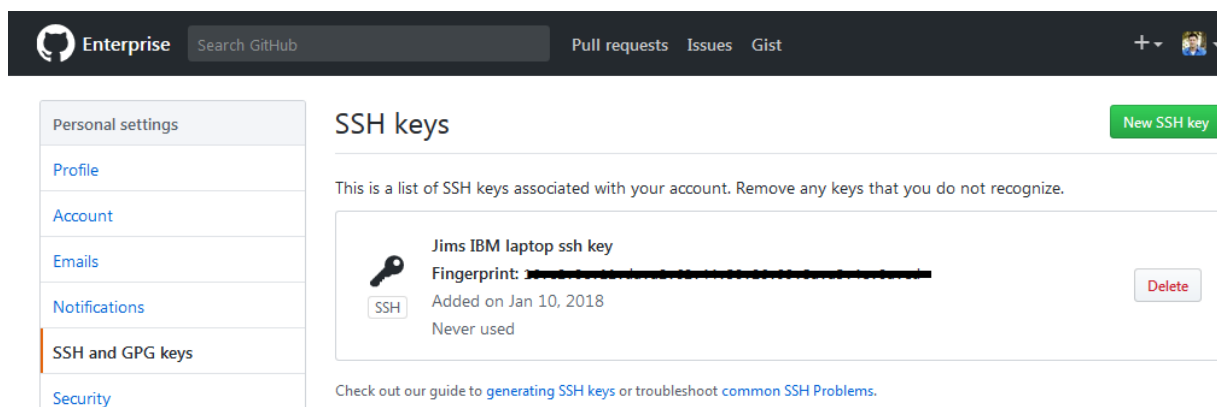 Enterprise Search GitHub Pull requests Issues Gist
Personal settings
Profile
Account
Emails
Notifications
SSH and GPG keys
Security
SSH keys
New SSH key
This is a list of SSH keys associated with your account. Remove any keys that you do not recognize.
Jims IBM laptop ssh key
Fingerprint:
SSH
Added on Jan 10, 2018
Never used
Delete
Check out our guide to generating SSH keys or troubleshoot common SSH Problems.